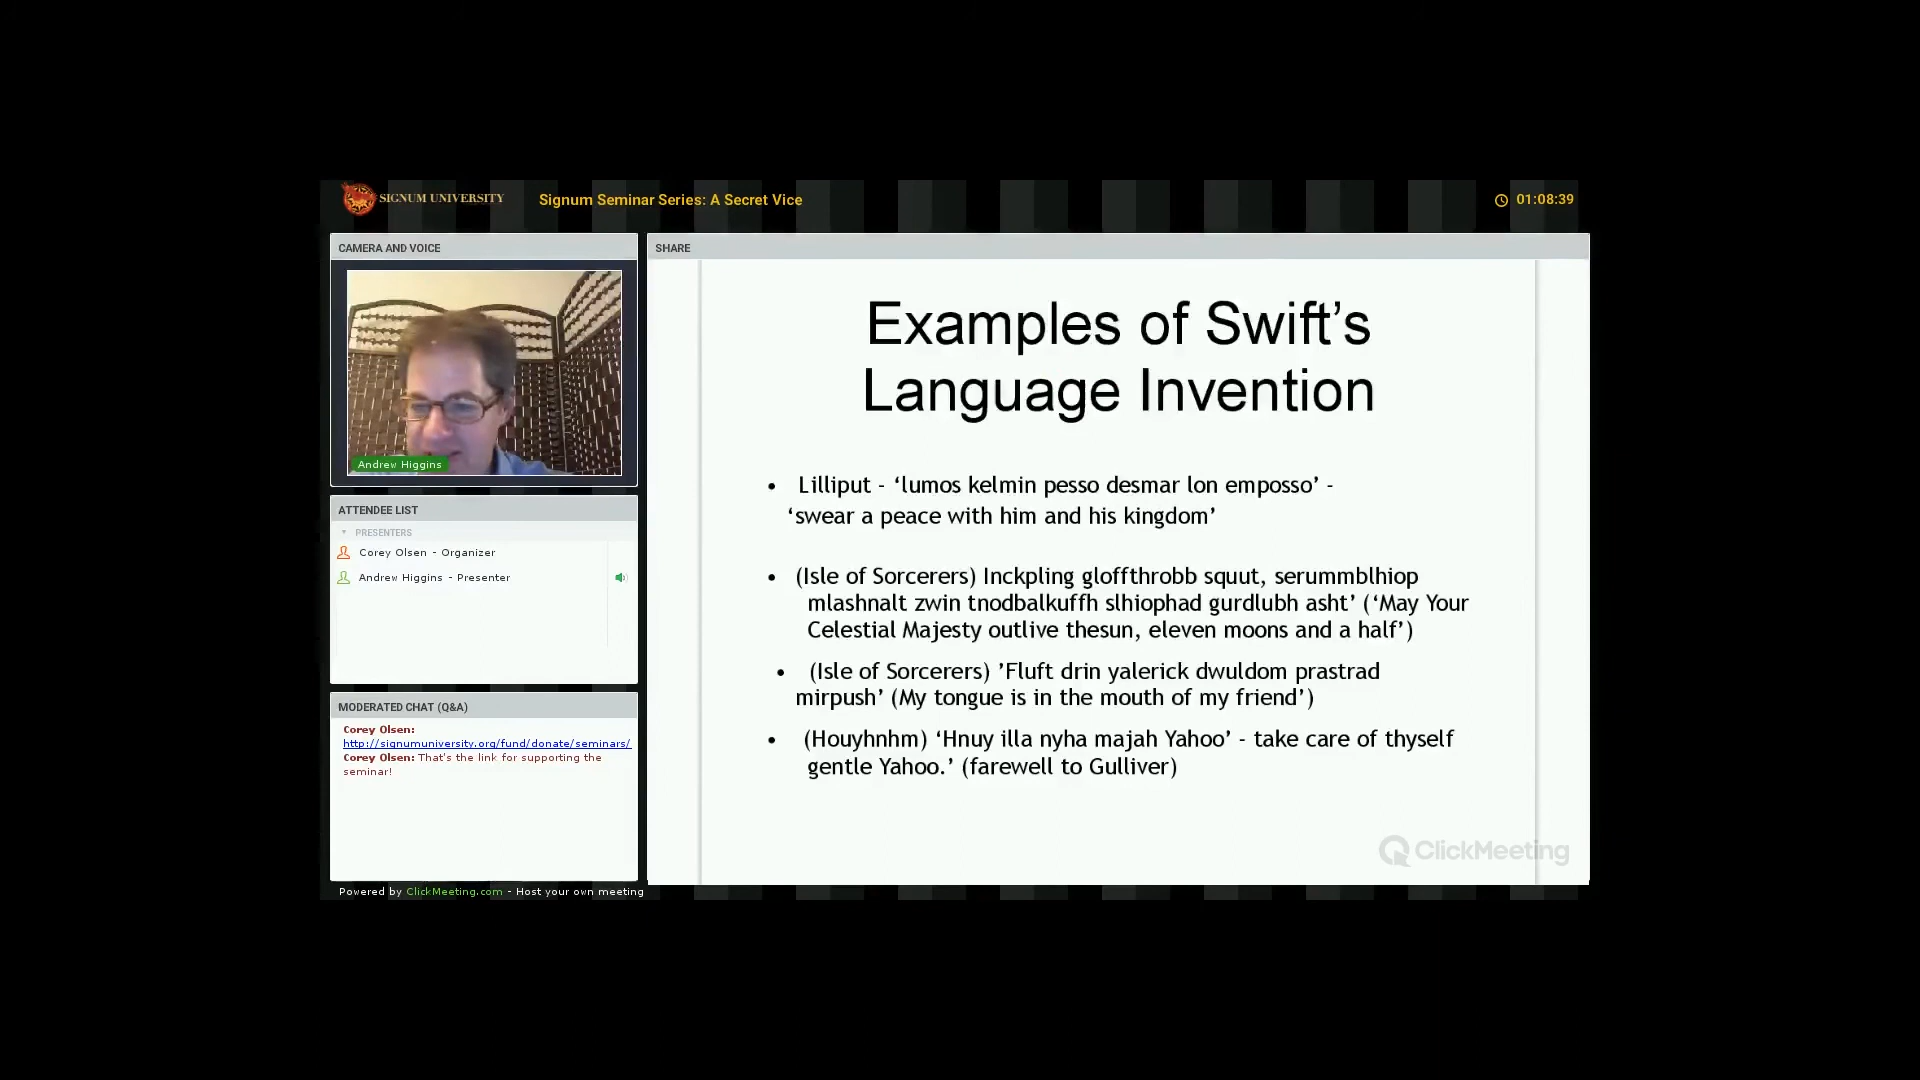 SIGNUM UNIVERSITY
Signum Seminar Series: A Secret Vice
01:08:39
CAMERA AND VOICE
Andrew Higgins
ATTENDEE LIST
PRESENTERS
Corey Olsen - Organizer
Andrew Higgins - Presenter
MODERATED CHAT (Q&A)
Corey Olsen:
http://signumuniversity.org/fund/donate/seminars/
Corey Olsen: That's the link for supporting the
seminar!
Powered by ClickMeeting.com - Host your own meeting
SHARE
Examples of Swift’s
Language Invention
• Lilliput - ‘lumos kelmin pesso desmar lon emposso’ -
‘swear a peace with him and his kingdom’
• (Isle of Sorcerers) Inckpling gloffthrobb squut, serummblhiop
mlashnalt zwin tnodbalkuffh slhiophad gurdlubh asht’ (‘May Your
Celestial Majesty outlive thesun, eleven moons and a half’)
• (Isle of Sorcerers) ’Fluft drin yalerick dwuldom prastrad
mirpush’ (My tongue is in the mouth of my friend’)
• (Houyhnhm) ‘Hnuy illa nyha majah Yahoo’ - take care of thyself
gentle Yahoo.’ (farewell to Gulliver)
ClickMeeting